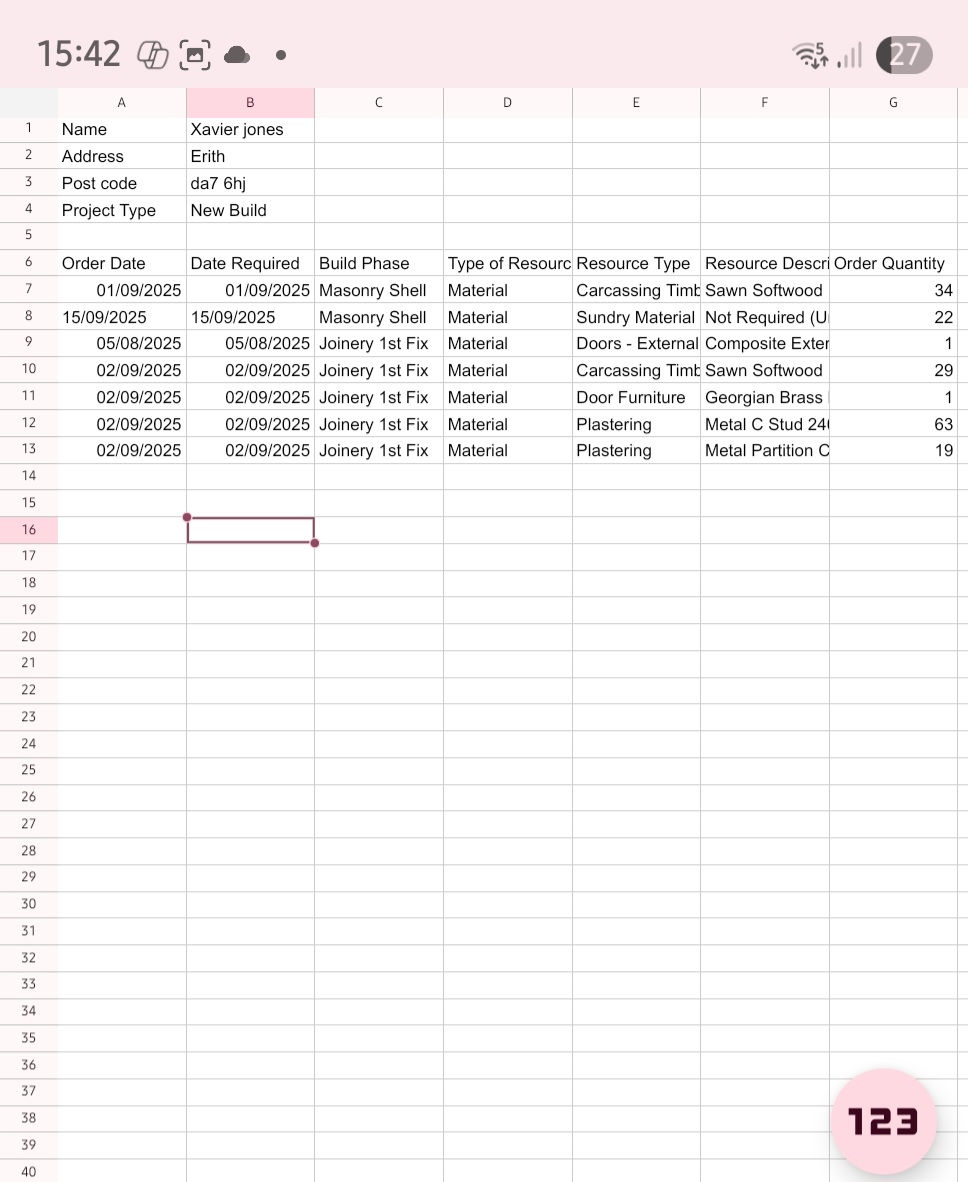 15:42 5 27
A B C D E F G
1 Name Xavier jones
2 Address Erith
3 Post code da7 6hj
4 Project Type New Build
5
6 Order Date Date Required Build Phase Type of Resourc Resource Type Resource Descri Order Quantity
7 01/09/2025 01/09/2025 Masonry Shell Material Carcassing Timb Sawn Softwood 34
8 15/09/2025 15/09/2025 Masonry Shell Material Sundry Material Not Required (U 22
9 05/08/2025 05/08/2025 Joinery 1st Fix Material Doors - External Composite Exter 1
10 02/09/2025 02/09/2025 Joinery 1st Fix Material Carcassing Timb Sawn Softwood 29
11 02/09/2025 02/09/2025 Joinery 1st Fix Material Door Furniture Georgian Brass 1
12 02/09/2025 02/09/2025 Joinery 1st Fix Material Plastering Metal C Stud 24 63
13 02/09/2025 02/09/2025 Joinery 1st Fix Material Plastering Metal Partition C 19
14
15
16
17
18
19
20
21
22
23
24
25
26
27
28
29
30
31
32
33
34
35
36
37
38 123
39
40